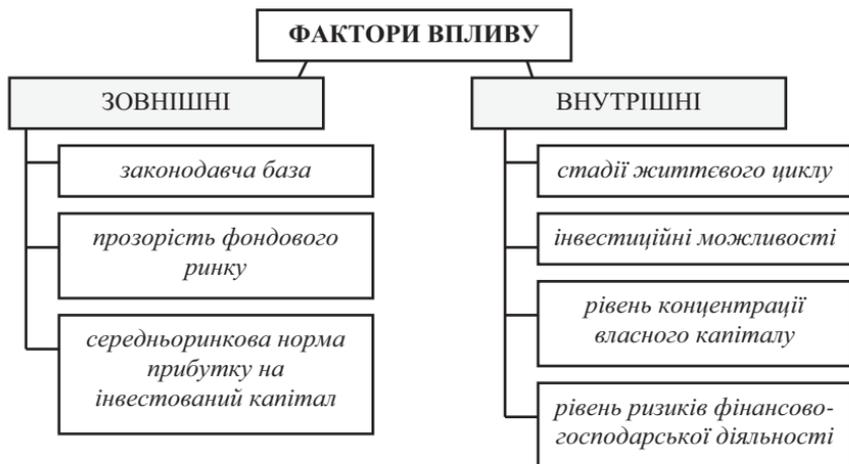 ФАКТОРИ ВПЛИВУ
ЗОВНІШНІ
законодавча база
прозорість фондового
ринку
середньоринкова норма
прибутку на
інвестований капітал
ВНУТРІШНІ
стадії життєвого циклу
інвестиційні можливості
рівень концентрації
власного капіталу
рівень ризиків фінансово-
господарської діяльності